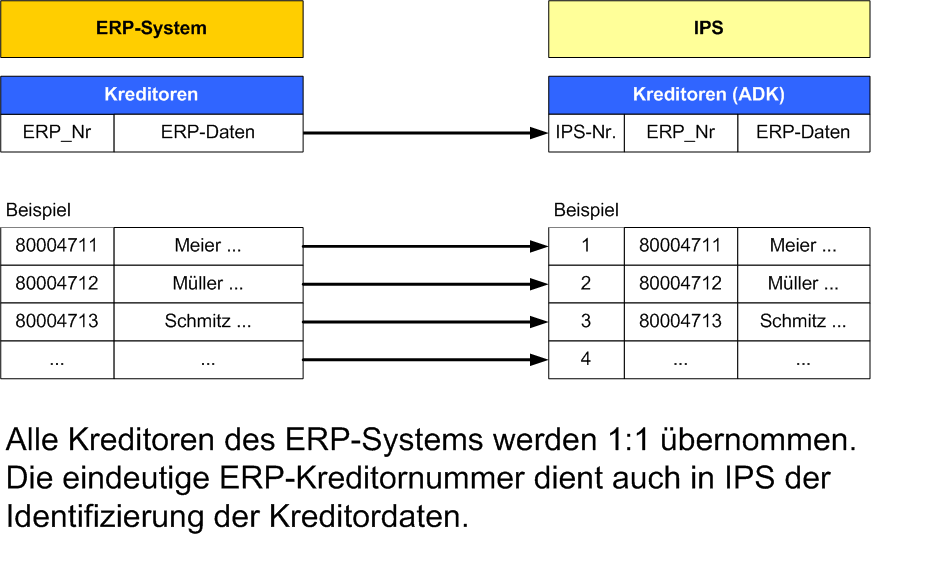 ERP-System IPS
Kreditoren Kreditoren (ADK)
ERP_Nr ERP-Daten IPS-Nr. ERP_Nr ERP-Daten
Beispiel Beispiel
80004711 Meier ... 1 80004711 Meier ...
80004712 Müller ... 2 80004712 Müller ...
80004713 Schmitz ... 3 80004713 Schmitz ...
... ... 4 ... ...
Alle Kreditoren des ERP-Systems werden 1:1 übernommen.
Die eindeutige ERP-Kreditornummer dient auch in IPS der
Identifizierung der Kreditordaten.